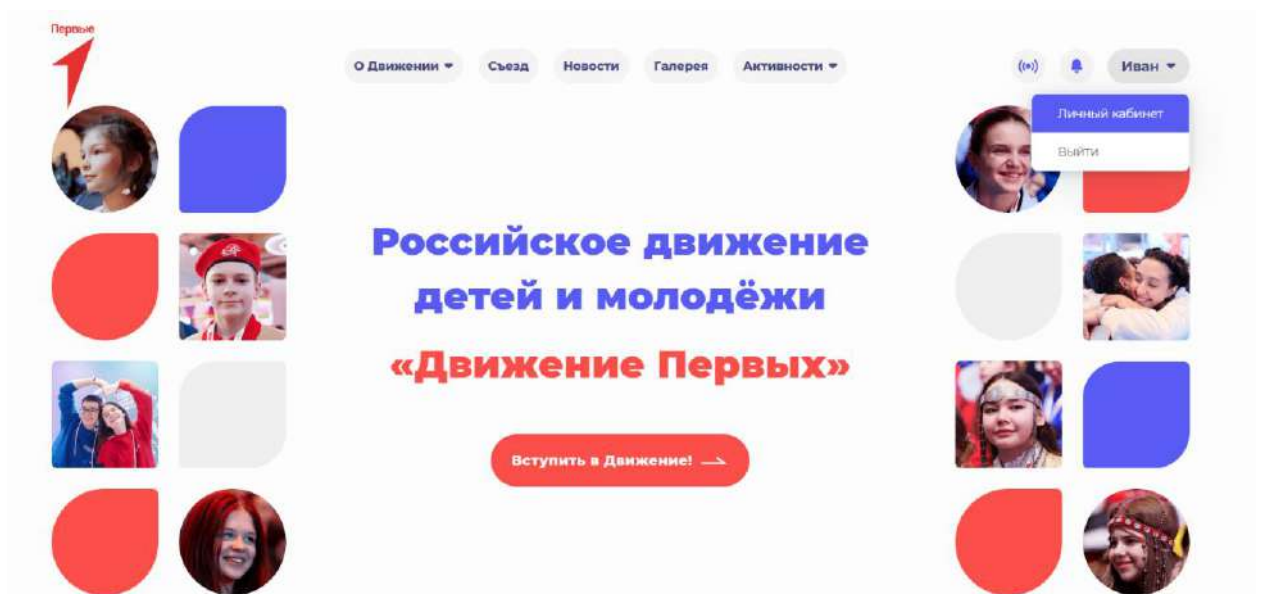 Первые
О Движении
Съезд
Новости
Галерея
Активности
Иван
Личный кабинет
Выйти
Российское движение
детей и молодёжи
«Движение Первых»
Вступить в Движение!